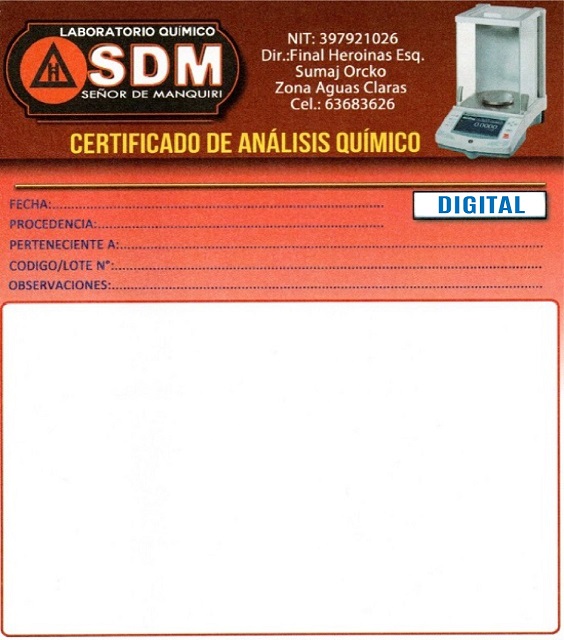 LABORATORIO QUÍMICO
SDM
SEÑOR DE MANQUIRI
NIT: 397921026
Dir.:Final Heroinas Esq.
Sumaj Orcko
Zona Aguas Claras
Cel.: 63683626
CERTIFICADO DE ANÁLISIS QUÍMICO
FECHA:
DIGITAL
PROCEDENCIA:
PERTENECIENTE A:
CODIGO/LOTE N°:
OBSERVACIONES: